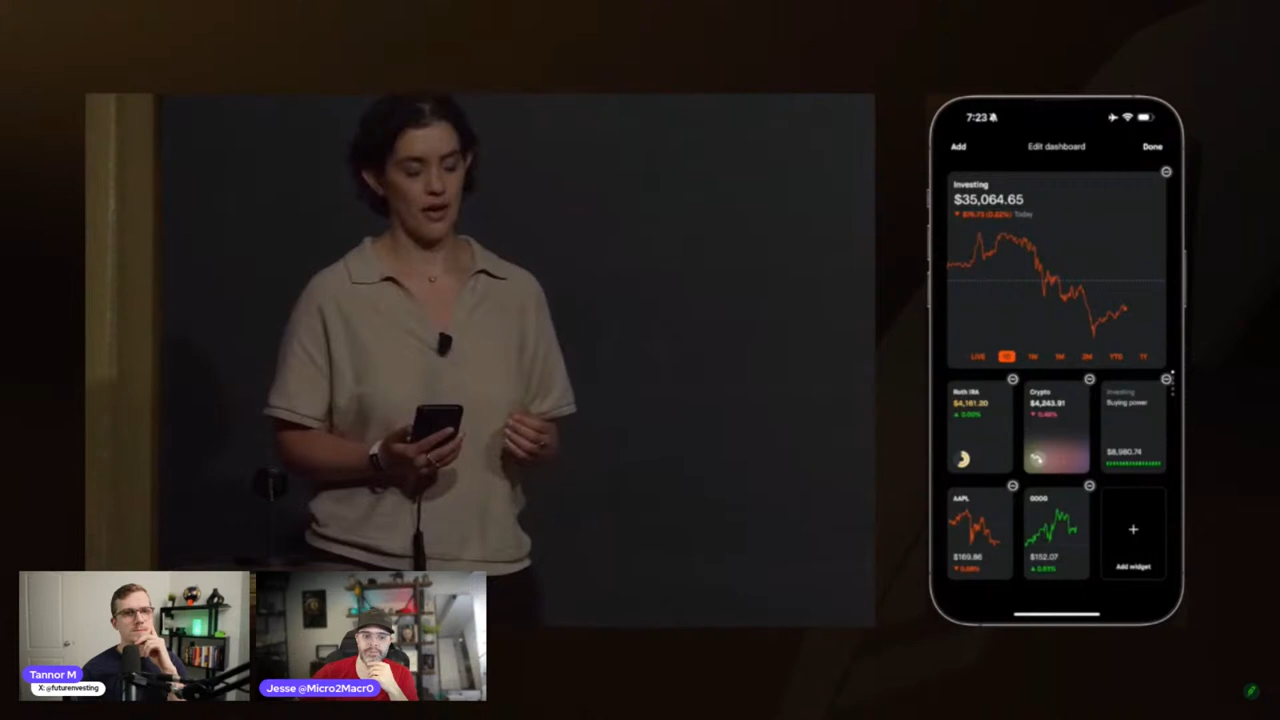 7:23
Add Edit dashboard Done
Investing
$35,064.65
Today
LIVE 1D 1W 1M 3M YTD 1Y
Roth IRA
$4,161.20
Crypto
$4,243.91
Investing
Buying power
$8,980.74
AAPL
$169.86
GOOG
$152.07
Add widget
Tannor M
X: @futurenvesting
Jesse @Micro2Macr0